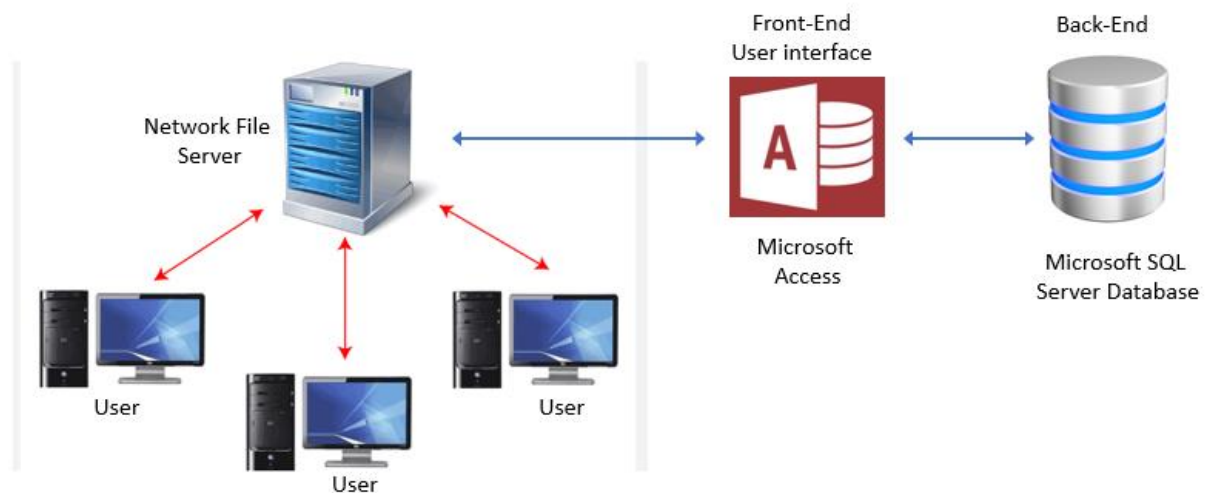 Front-End
User interface
Back-End
Network File
Server
A
Microsoft
Access
Microsoft SQL
Server Database
User
User
User